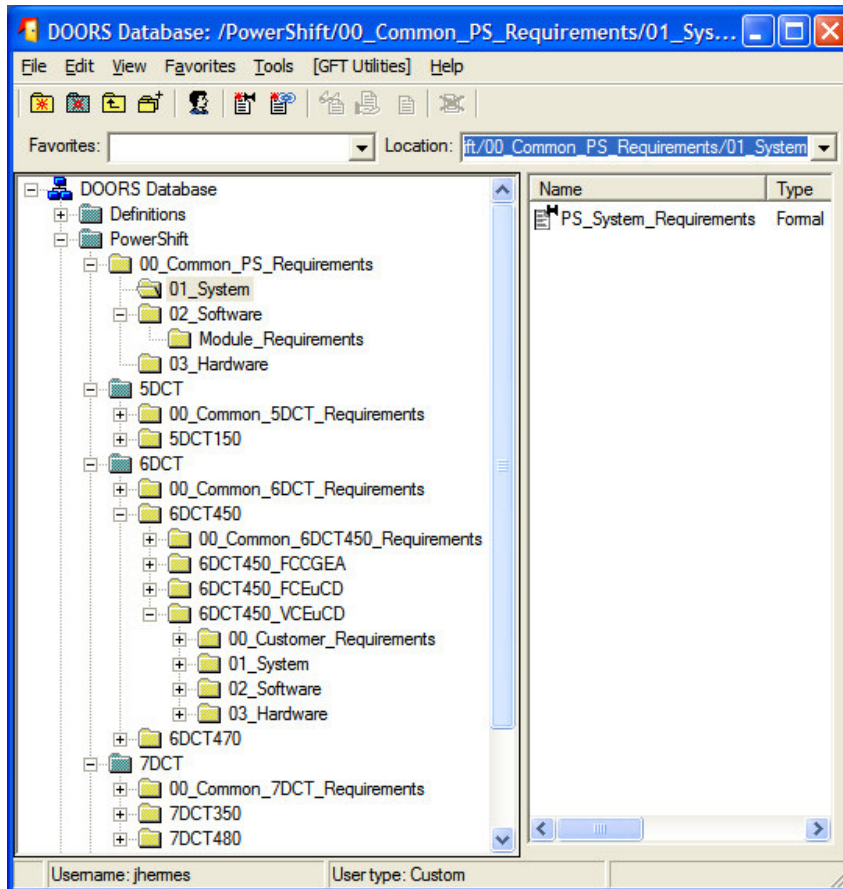 DOORS Database: /PowerShift/00_Common_PS_Requirements/01_Sys...
File Edit View Favorites Tools [GFT Utilities] Help
Favorites: Location: ft/00_Common_PS_Requirements/01_System
DOORS Database
Definitions
PowerShift
00_Common_PS_Requirements
01_System
02_Software
Module_Requirements
03_Hardware
5DCT
00_Common_5DCT_Requirements
5DCT150
6DCT
00_Common_6DCT_Requirements
6DCT450
00_Common_6DCT450_Requirements
6DCT450_FCCGEA
6DCT450_FCEuCD
6DCT450_VCEuCD
00_Customer_Requirements
01_System
02_Software
03_Hardware
6DCT470
7DCT
00_Common_7DCT_Requirements
7DCT350
7DCT480
Name Type
PS_System_Requirements Formal
Username: jhermes User type: Custom